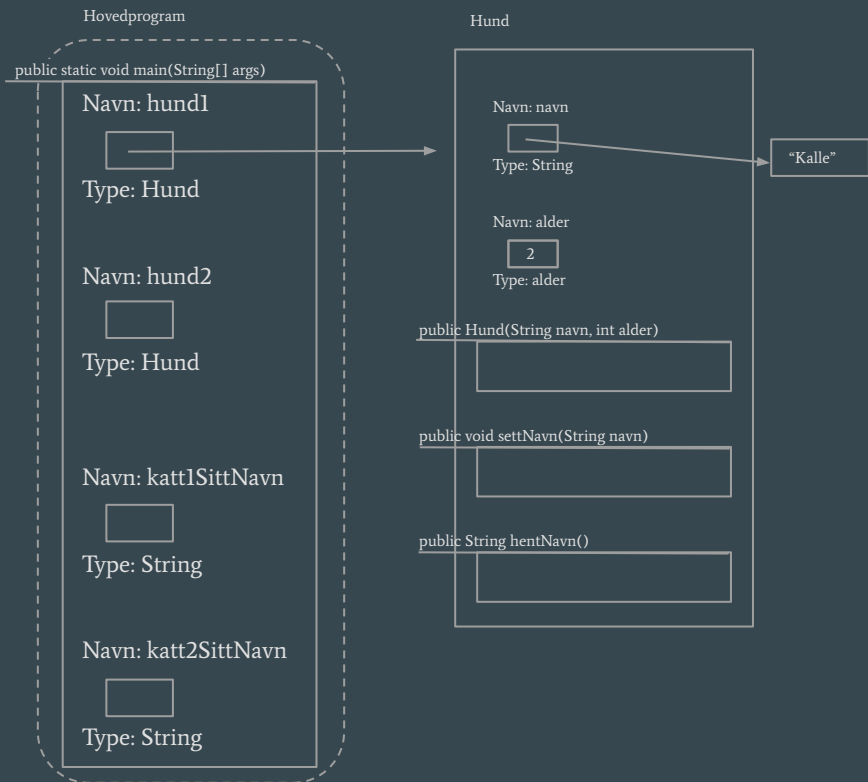 Hovedprogram
public static void main(String[] args)
Navn: hund1
Type: Hund
Navn: hund2
Type: Hund
Navn: katt1SittNavn
Type: String
Navn: katt2SittNavn
Type: String
Hund
Navn: navn
Type: String
“Kalle”
Navn: alder
2
Type: alder
public Hund(String navn, int alder)
public void settNavn(String navn)
public String hentNavn()